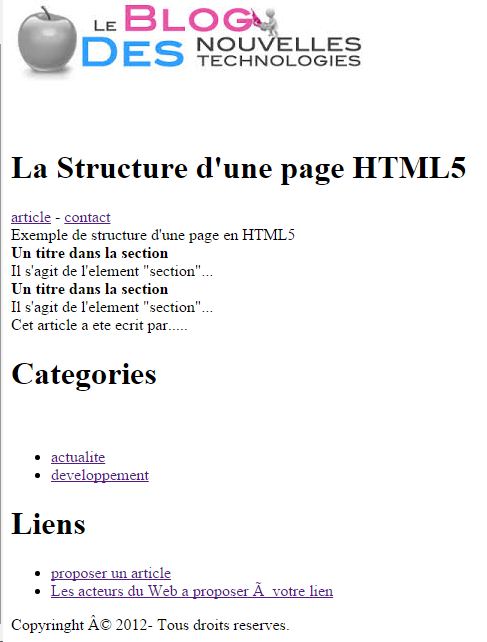 LE BLOG
DES NOUVELLES
TECHNOLOGIES
La Structure d'une page HTML5
article - contact
Exemple de structure d'une page en HTML5
Un titre dans la section
Il s'agit de l'element "section"...
Un titre dans la section
Il s'agit de l'element "section"...
Cet article a ete ecrit par.....
Categories
actualite
developpement
Liens
proposer un article
Les acteurs du Web a proposer Ã  votre lien
Copyringht Â© 2012- Tous droits reserves.